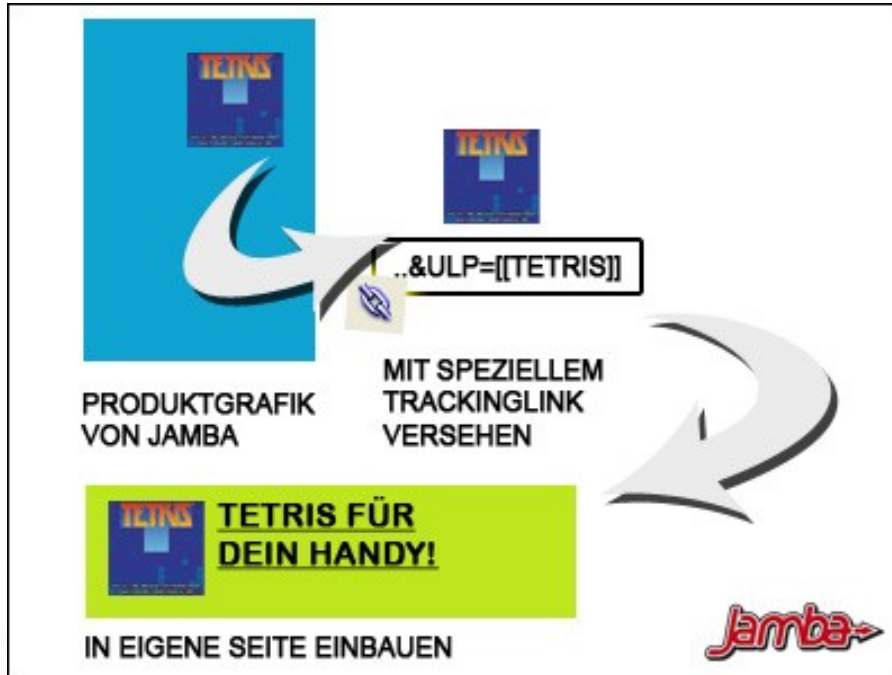 TETRIS
TETRIS
..&ULP=[[TETRIS]]
PRODUKTGRAFIK
VON JAMBA
MIT SPEZIELLEM
TRACKINGLINK
VERSEHEN
TETRIS
TETRIS FÜR
DEIN HANDY!
IN EIGENE SEITE EINBAUEN
Jamba